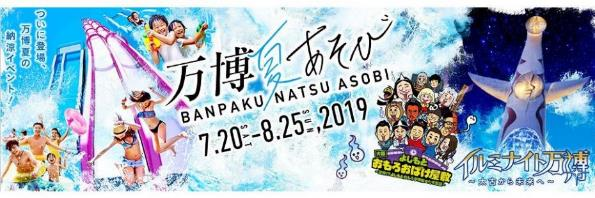 ついに登場、
万博夏の
納涼イベント！
万博夏あそび
BANPAKU NATSU ASOBI
7.20SAT-8.25SUN,2019
よしもと
おもろおばけ屋敷
イルミナイト万博
～太古から未来へ～